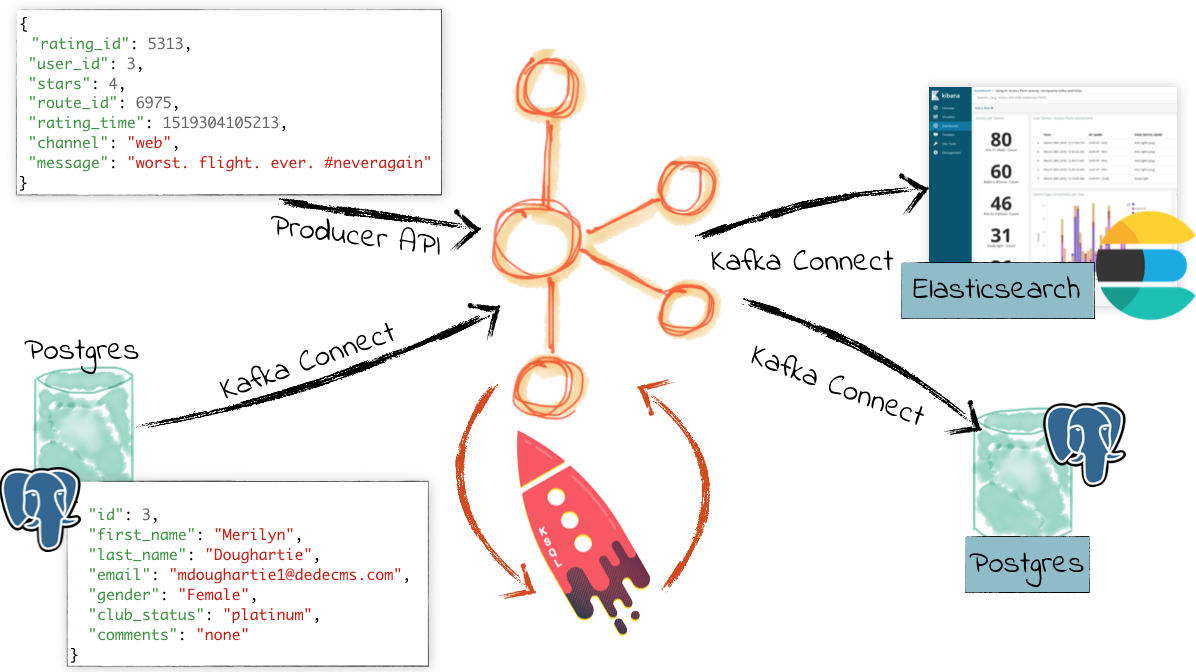 {
"rating_id": 5313,
"user_id": 3,
"stars": 4,
"route_id": 6975,
"rating_time": 1519304105213,
"channel": "web",
"message": "worst. flight. ever. #neveragain"
}
Producer API
Postgres
Kafka Connect
"id": 3,
"first_name": "Merilyn",
"last_name": "Doughartie",
"email": "mdoughartie1@dedecms.com",
"gender": "Female",
"club_status": "platinum",
"comments": "none"
}
KSQL
Kafka Connect
kibana
80
60
46
31
Elasticsearch
Kafka Connect
Postgres